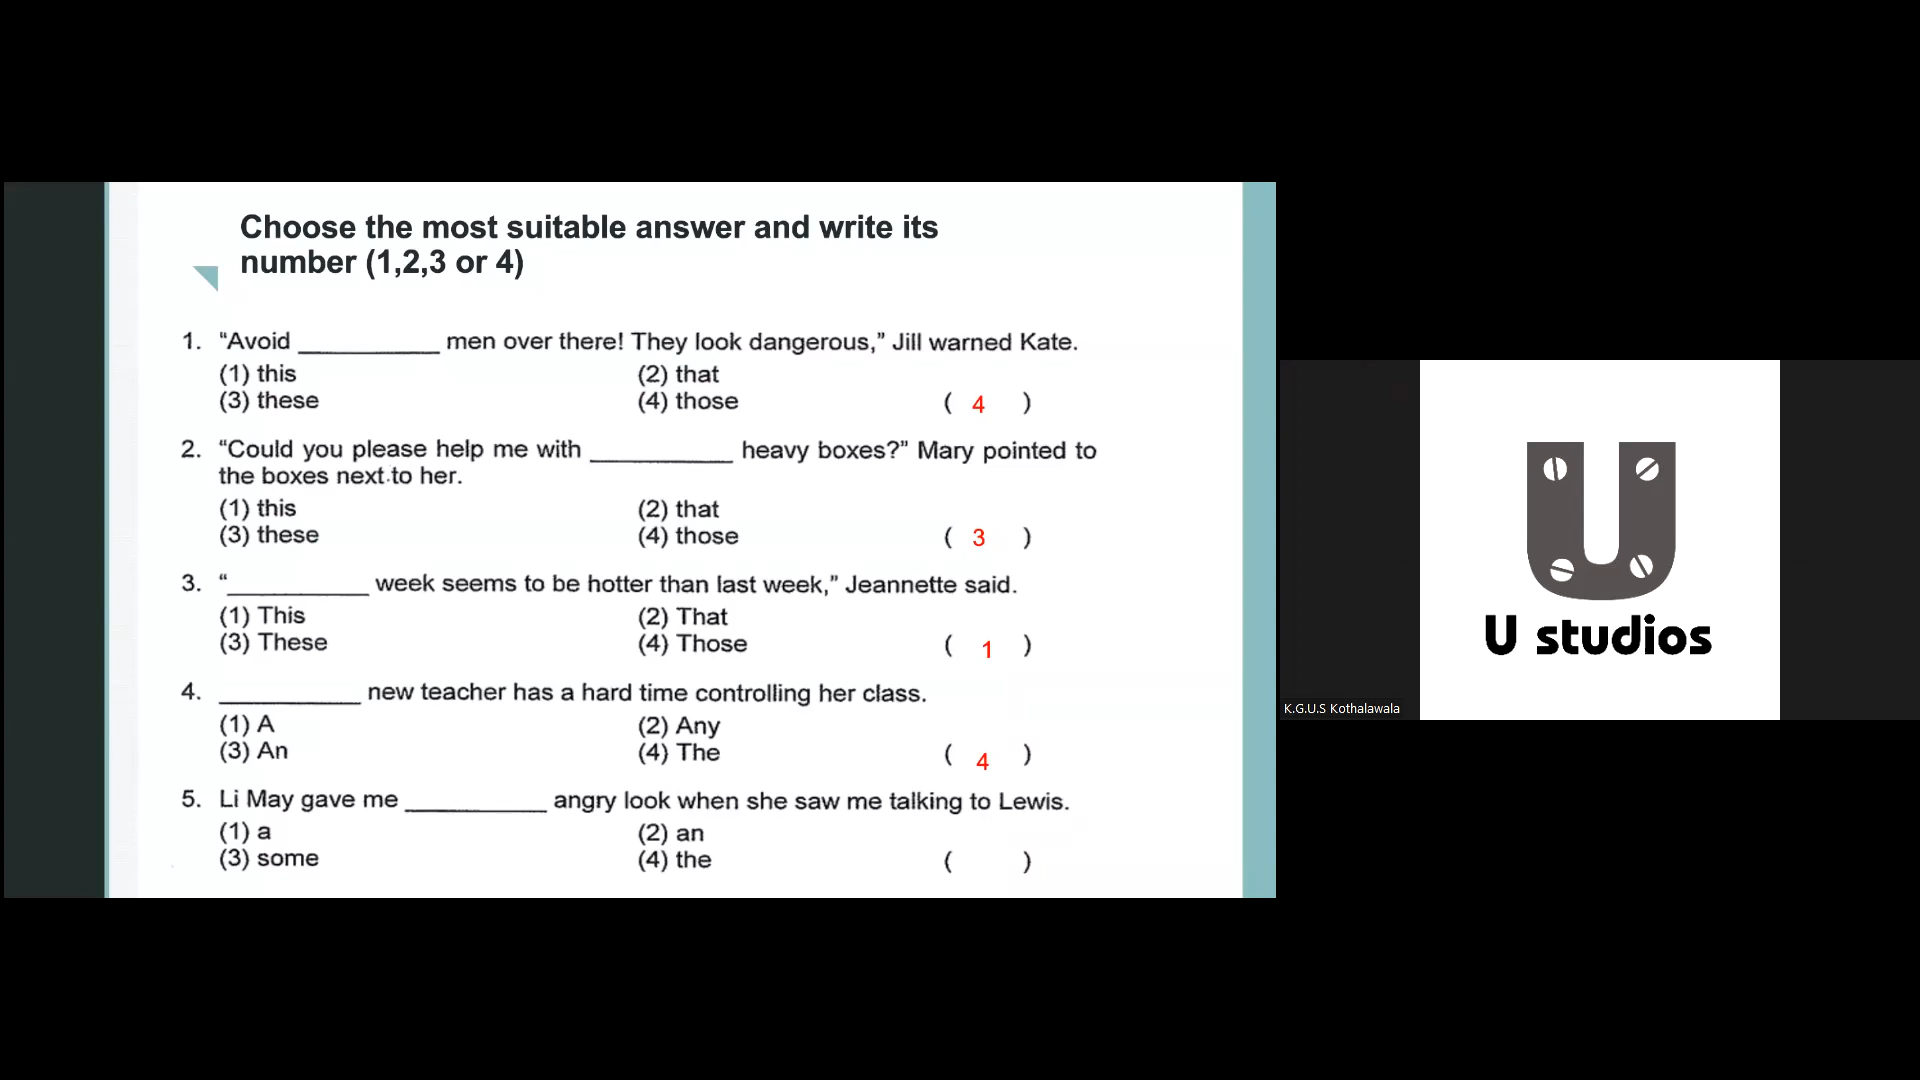 Choose the most suitable answer and write its
number (1,2,3 or 4)
1. “Avoid __________ men over there! They look dangerous,” Jill warned Kate.
(1) this (2) that
(3) these (4) those ( 4 )
2. “Could you please help me with __________ heavy boxes?” Mary pointed to
the boxes next to her.
(1) this (2) that
(3) these (4) those ( 3 )
3. “__________ week seems to be hotter than last week,” Jeannette said.
(1) This (2) That
(3) These (4) Those ( 1 )
4. __________ new teacher has a hard time controlling her class.
(1) A (2) Any
(3) An (4) The ( 4 )
5. Li May gave me __________ angry look when she saw me talking to Lewis.
(1) a (2) an
(3) some (4) the ( )
U
U studios
K.G.U.S Kothalawala